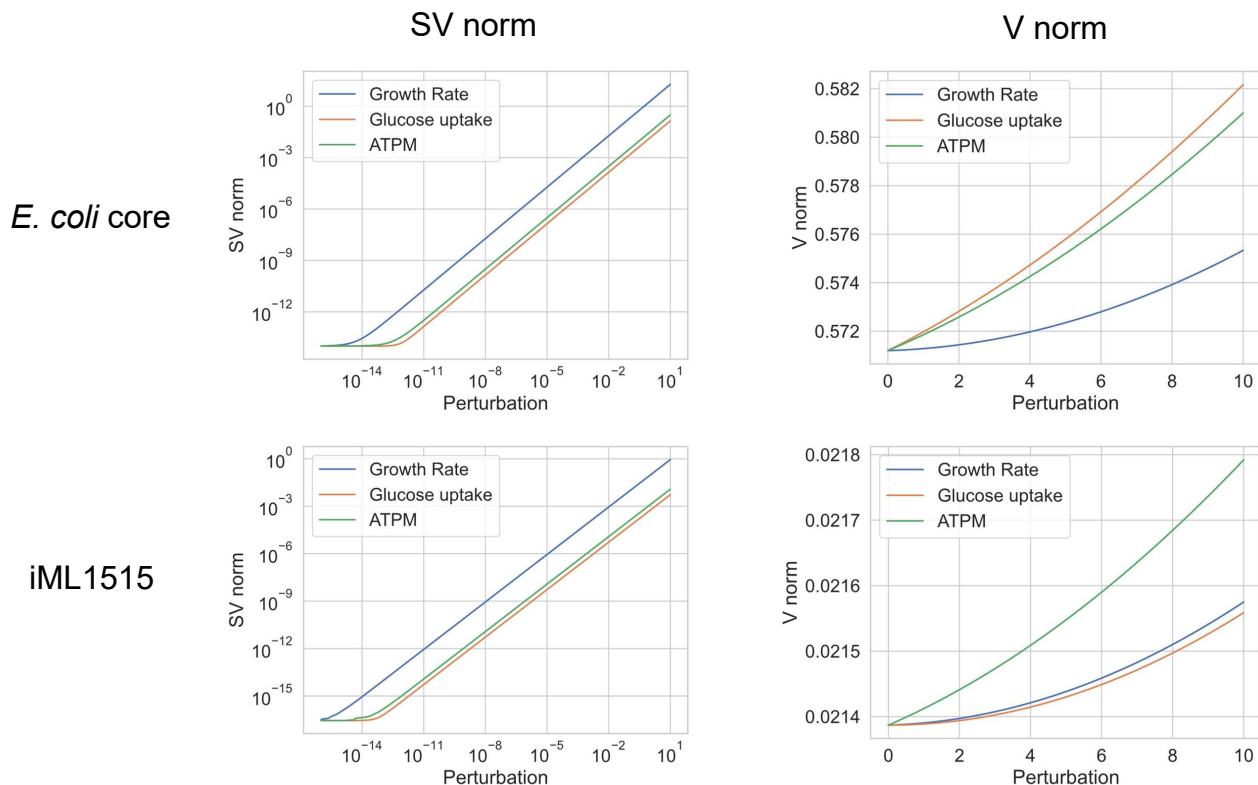 SV norm
V norm
E. coli core
iML1515
Growth Rate
Glucose uptake
ATPM
SV norm
10^0
10^-3
10^-6
10^-9
10^-12
10^-14 10^-11 10^-8 10^-5 10^-2 10^1
Perturbation
Growth Rate
Glucose uptake
ATPM
V norm
0.582
0.580
0.578
0.576
0.574
0.572
0 2 4 6 8 10
Perturbation
Growth Rate
Glucose uptake
ATPM
SV norm
10^0
10^-3
10^-6
10^-9
10^-12
10^-15
10^-14 10^-11 10^-8 10^-5 10^-2 10^1
Perturbation
Growth Rate
Glucose uptake
ATPM
V norm
0.0218
0.0217
0.0216
0.0215
0.0214
0 2 4 6 8 10
Perturbation